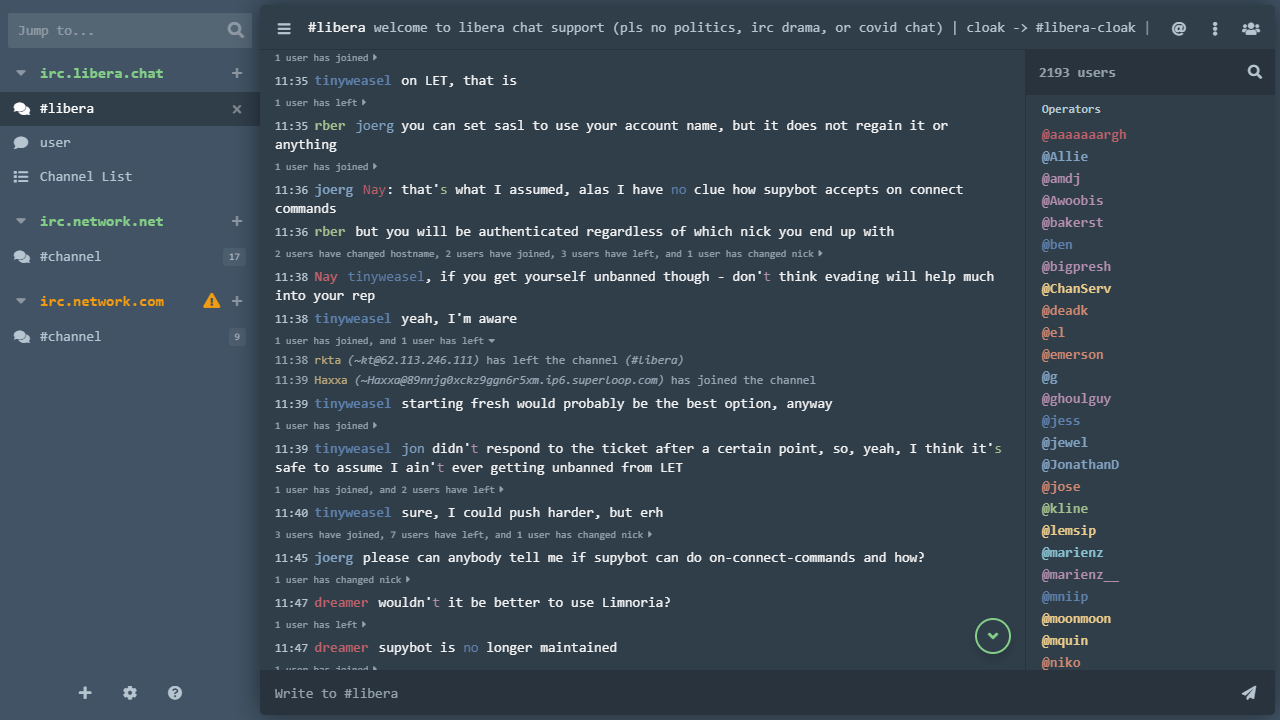 Jump to...
irc.libera.chat
#libera
user
Channel List
irc.network.net
#channel 17
irc.network.com
#channel 9
#libera welcome to libera chat support (pls no politics, irc drama, or covid chat) | cloak -> #libera-cloak |
1 user has joined
11:35 tinyweasel on LET, that is
1 user has left
11:35 rber joerg you can set sasl to use your account name, but it does not regain it or
anything
1 user has joined
11:36 joerg Nay: that's what I assumed, alas I have no clue how supybot accepts on connect
commands
11:36 rber but you will be authenticated regardless of which nick you end up with
2 users have changed hostname, 2 users have joined, 3 users have left, and 1 user has changed nick
11:38 Nay tinyweasel, if you get yourself unbanned though - don't think evading will help much
into your rep
11:38 tinyweasel yeah, I'm aware
1 user has joined, and 1 user has left
11:38 rkta (~kt@62.113.246.111) has left the channel (#libera)
11:39 Haxxa (~Haxxa@89nnjg0xckz9ggn6r5xm.ip6.superloop.com) has joined the channel
11:39 tinyweasel starting fresh would probably be the best option, anyway
1 user has joined
11:39 tinyweasel jon didn't respond to the ticket after a certain point, so, yeah, I think it's
safe to assume I ain't ever getting unbanned from LET
1 user has joined, and 2 users have left
11:40 tinyweasel sure, I could push harder, but erh
3 users have joined, 7 users have left, and 1 user has changed nick
11:45 joerg please can anybody tell me if supybot can do on-connect-commands and how?
1 user has changed nick
11:47 dreamer wouldn't it be better to use Limnoria?
1 user has left
11:47 dreamer supybot is no longer maintained
1 user has joined
Write to #libera
2193 users
Operators
@aaaaaaargh
@Allie
@amdj
@Awoobis
@bakerst
@ben
@bigpresh
@ChanServ
@deadk
@el
@emerson
@g
@ghoulguy
@jess
@jewel
@JonathanD
@jose
@kline
@lemsip
@marienz
@marienz__
@mniip
@moonmoon
@mquin
@niko